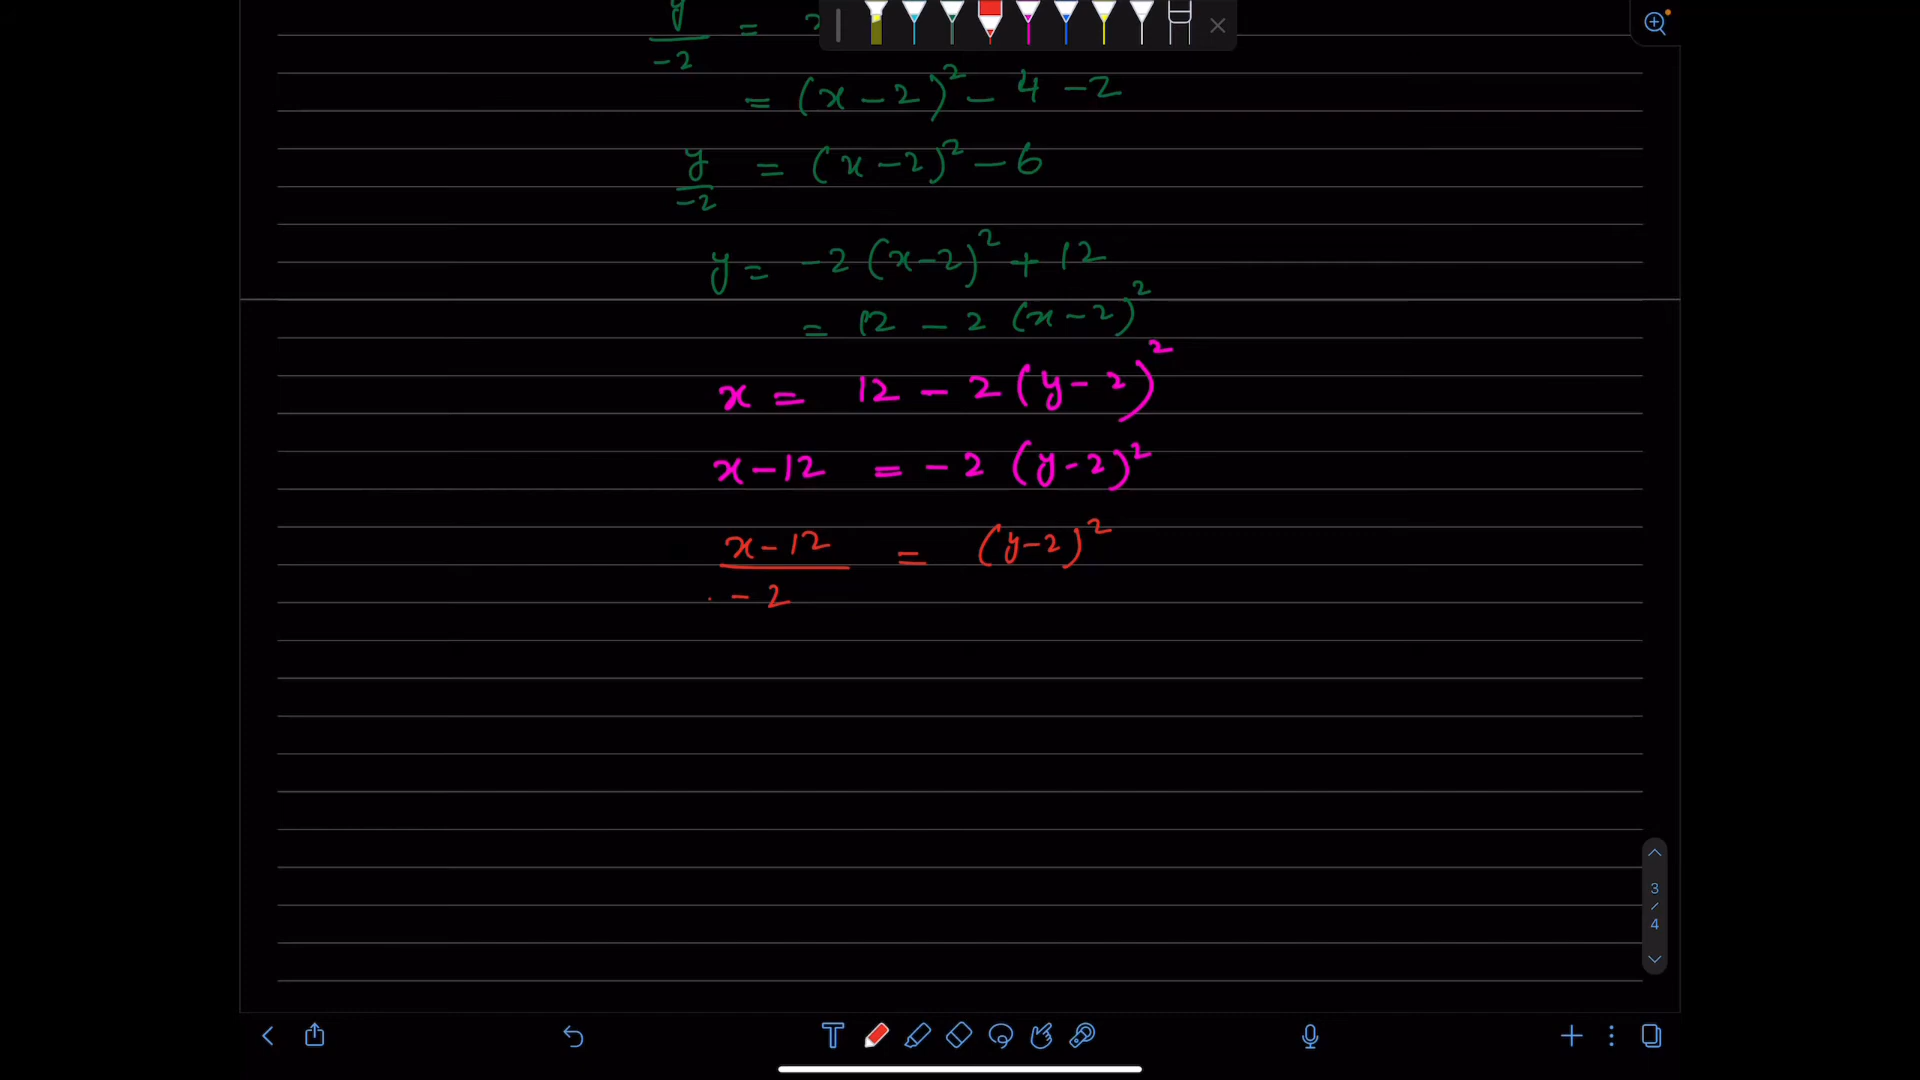 y/-2 =
= (x-2)² - 4 - 2
y/-2 = (x-2)² - 6
y = -2 (x-2)² + 12
= 12 - 2 (x-2)²
x = 12 - 2 (y-2)²
x-12 = -2 (y-2)²
x-12/-2 = (y-2)²
3
/
4